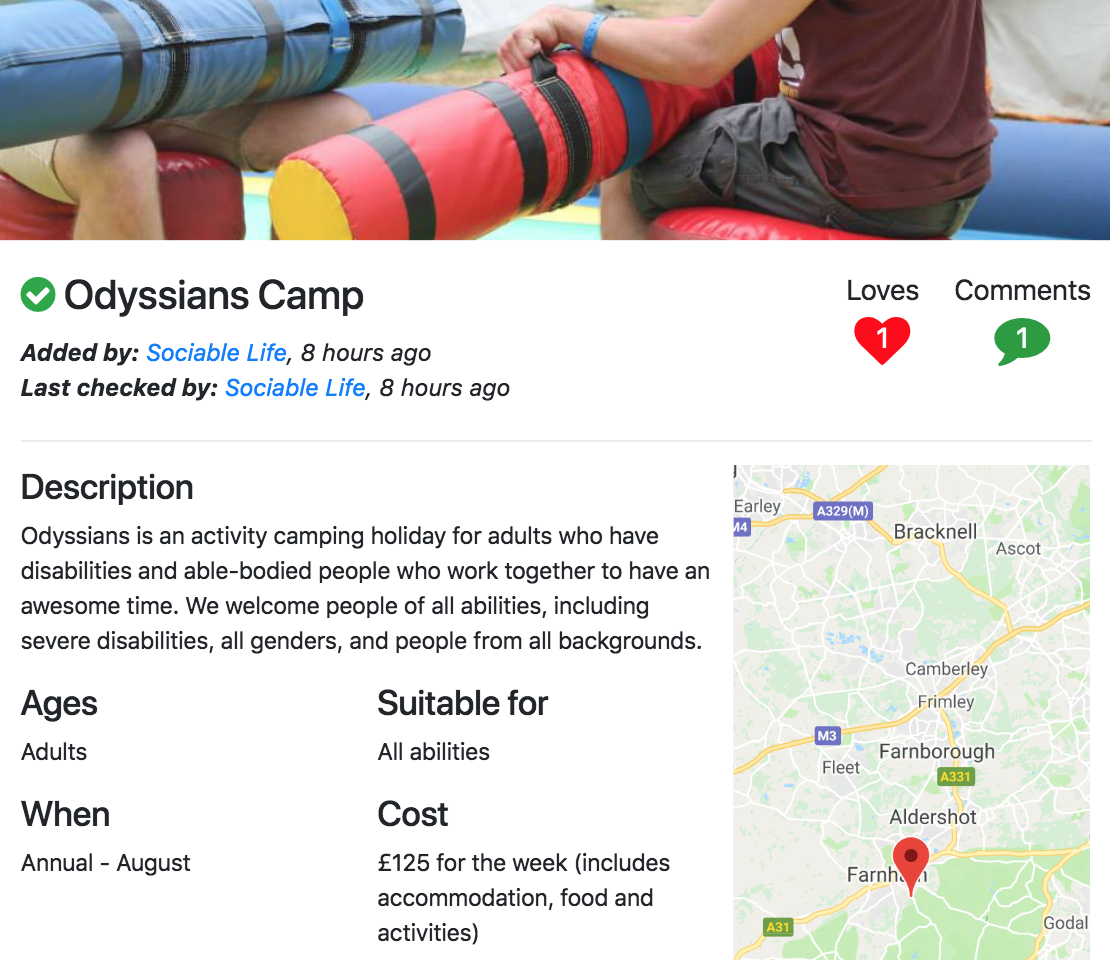 Odyssians Camp
Added by: Sociable Life, 8 hours ago
Last checked by: Sociable Life, 8 hours ago
Loves
1
Comments
1
Description
Odyssians is an activity camping holiday for adults who have
disabilities and able-bodied people who work together to have an
awesome time. We welcome people of all abilities, including
severe disabilities, all genders, and people from all backgrounds.
Ages
Adults
Suitable for
All abilities
When
Annual - August
Cost
£125 for the week (includes
accommodation, food and
activities)
Earley
A329(M)
M4
Bracknell
Ascot
Camberley
Frimley
M3
Farnborough
Fleet
A331
Aldershot
Farnham
A31
Godal